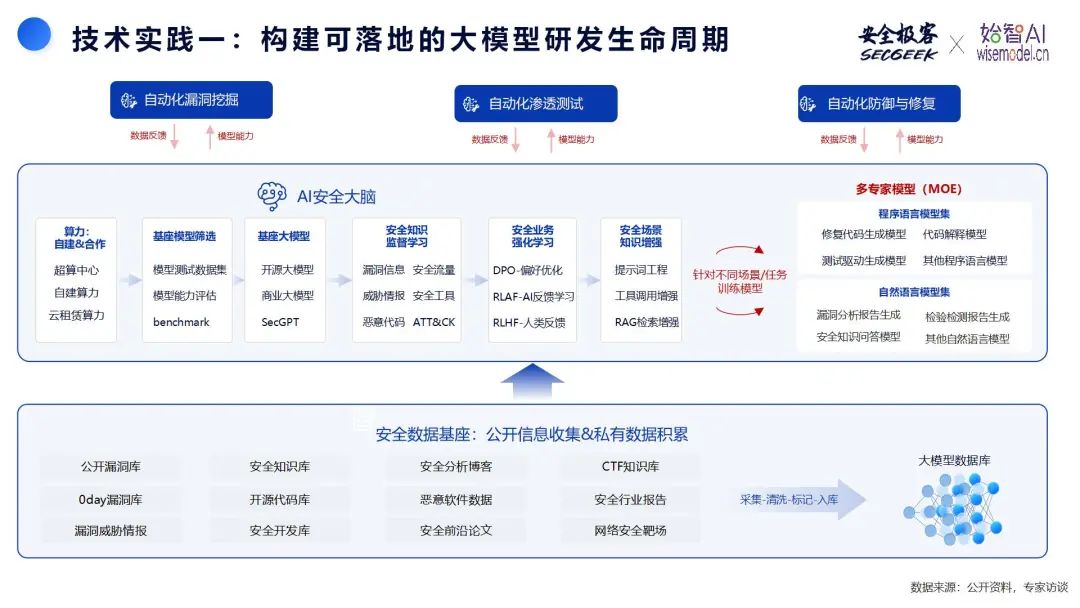 技术实践一：构建可落地的大模型研发生命周期
安全极客
SECGEEK
始智AI
wisemodel.cn
自动化漏洞挖掘
自动化渗透测试
自动化防御与修复
数据反馈
模型能力
数据反馈
模型能力
数据反馈
模型能力
AI安全大脑
算力：
自建&合作
超算中心
自建算力
云租赁算力
基座模型筛选
模型测试数据集
模型能力评估
benchmark
基座大模型
开源大模型
商业大模型
SecGPT
安全知识
监督学习
漏洞信息 安全流量
威胁情报 安全工具
恶意代码 ATT&CK
安全业务
强化学习
DPO-偏好优化
RLAF-AI反馈学习
RLHF-人类反馈
安全场景
知识增强
提示词工程
工具调用增强
RAG检索增强
针对不同场景/任务
训练模型
多专家模型（MOE）
程序语言模型集
修复代码生成模型 代码解释模型
测试驱动生成模型 其他程序语言模型
自然语言模型集
漏洞分析报告生成 检验检测报告生成
安全知识问答模型 其他自然语言模型
安全数据基座：公开信息收集&私有数据积累
公开漏洞库 安全知识库 安全分析博客 CTF知识库
0day漏洞库 开源代码库 恶意软件数据 安全行业报告
漏洞威胁情报 安全开发库 安全前沿论文 网络安全靶场
采集-清洗-标记-入库
大模型数据库
数据来源：公开资料，专家访谈